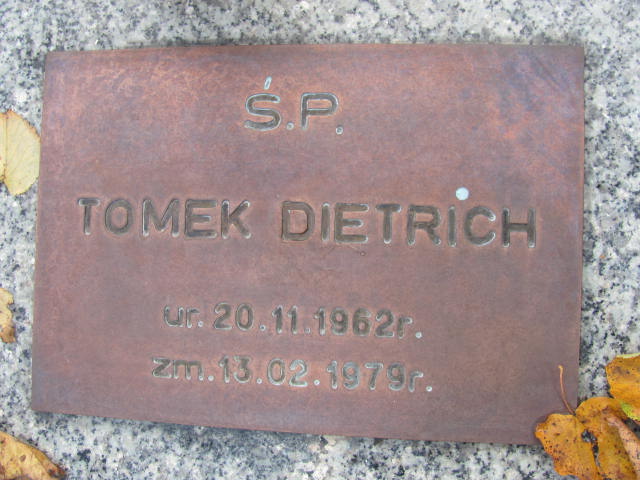 Ś.P.
TOMEK DIETRICH
ur. 20.11.1962r.
zm. 13.02.1979r.